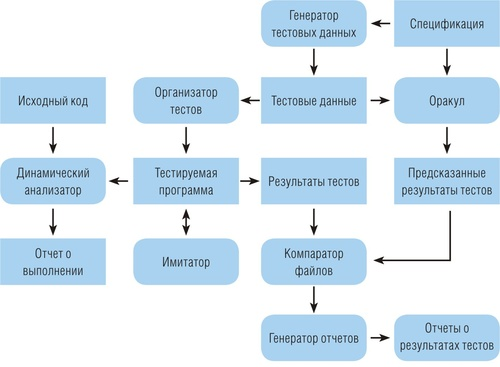 Генератор
тестовых данных
Спецификация
Исходный код
Организатор
тестов
Тестовые данные
Оракул
Динамический
анализатор
Тестируемая
программа
Результаты тестов
Предсказанные
результаты тестов
Отчет о
выполнении
Имитатор
Компаратор
файлов
Генератор отчетов
Отчеты о
результатах тестов